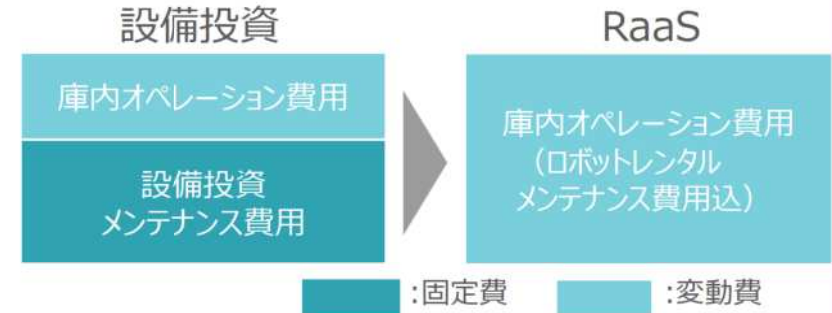 設備投資
RaaS
庫内オペレーション費用
設備投資
メンテナンス費用
庫内オペレーション費用
（ロボットレンタル
メンテナンス費用込）
:固定費
:変動費